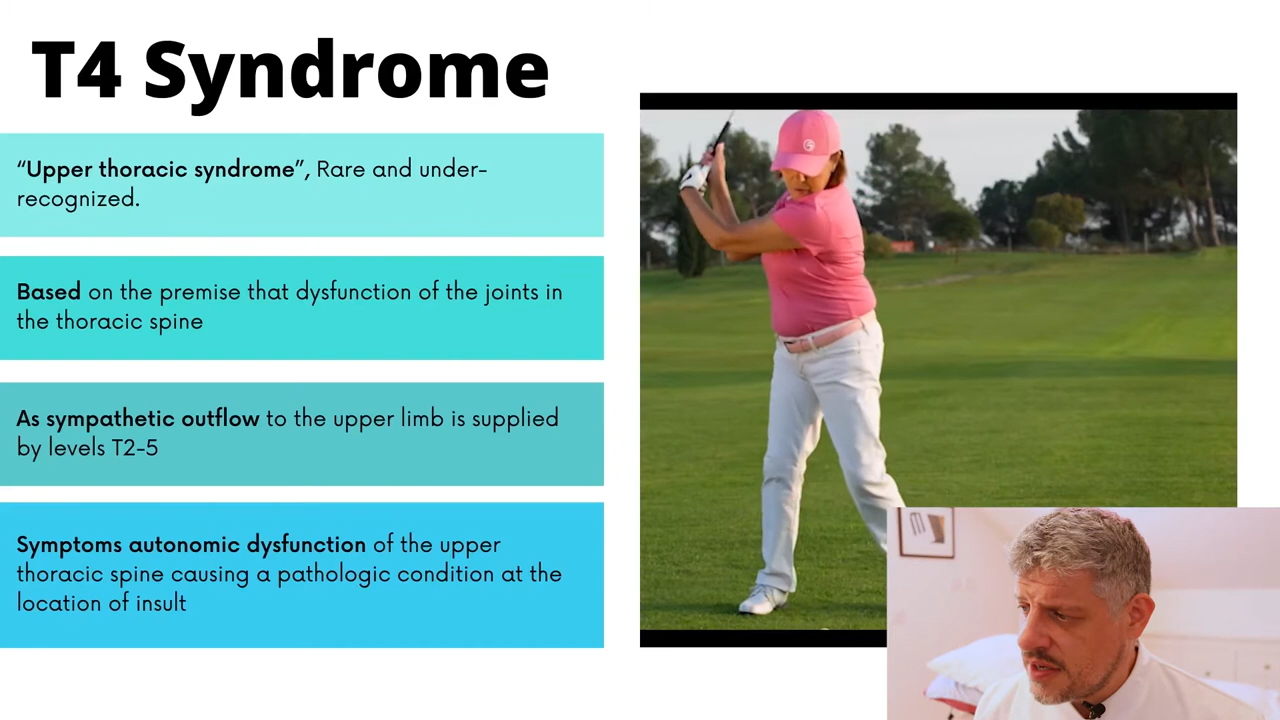 T4 Syndrome
“Upper thoracic syndrome”, Rare and under-
recognized.
Based on the premise that dysfunction of the joints in
the thoracic spine
As sympathetic outflow to the upper limb is supplied
by levels T2-5
Symptoms autonomic dysfunction of the upper
thoracic spine causing a pathologic condition at the
location of insult